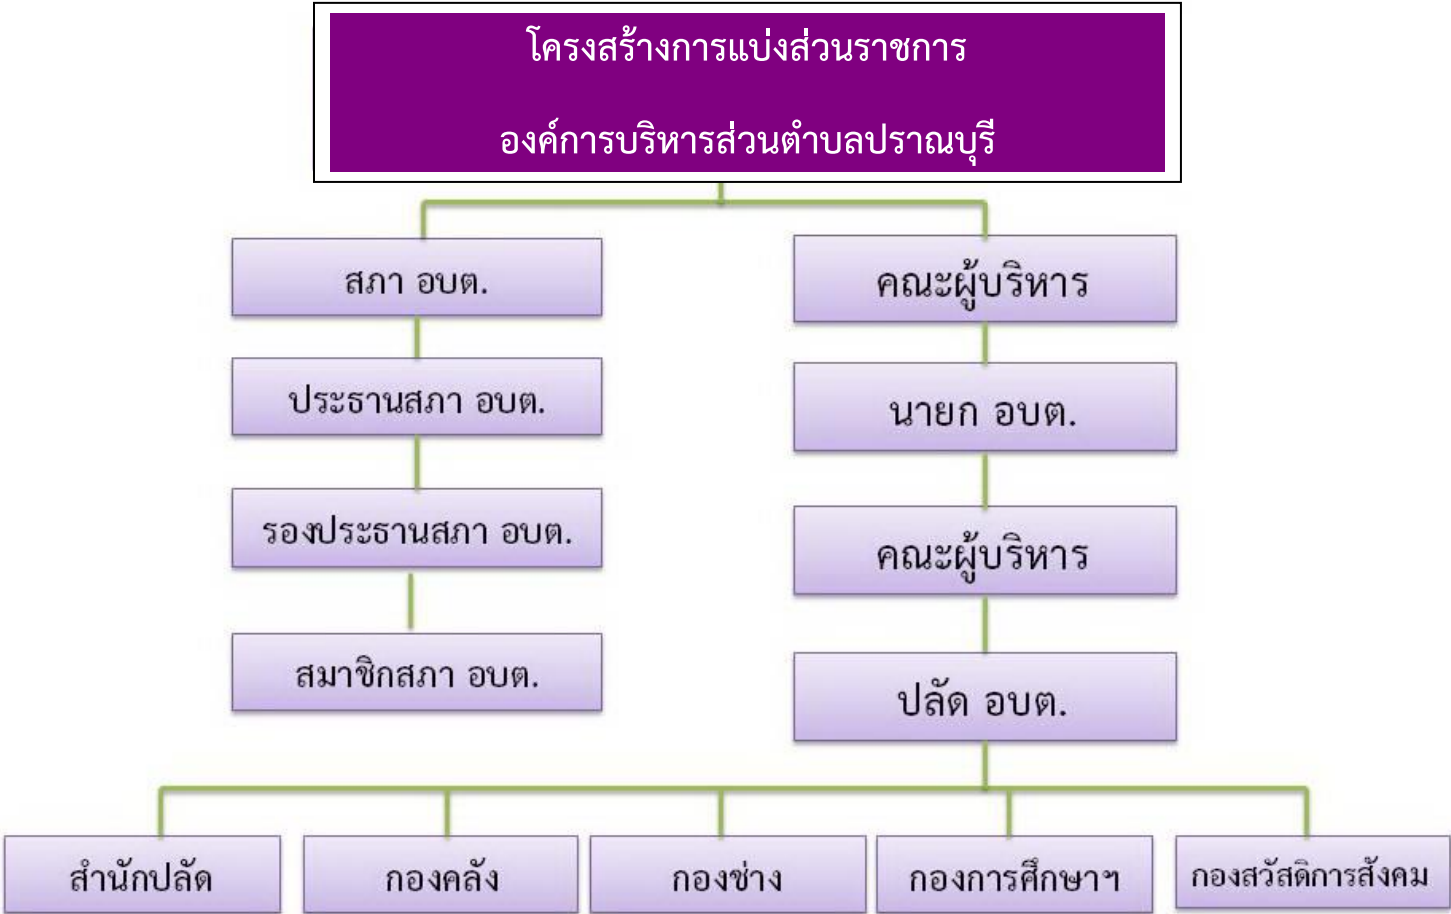 โครงสร้างการแบ่งส่วนราชการ
องค์การบริหารส่วนตำบลปราณบุรี
สภา อบต.
ประธานสภา อบต.
รองประธานสภา อบต.
สมาชิกสภา อบต.
คณะผู้บริหาร
นายก อบต.
คณะผู้บริหาร
ปลัด อบต.
สำนักปลัด
กองคลัง
กองช่าง
กองการศึกษาฯ
กองสวัสดิการสังคม